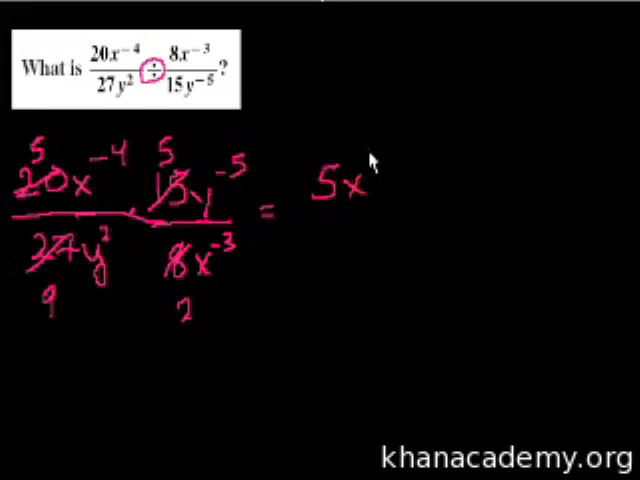 What is 20x⁻⁴/27y² ÷ 8x⁻³/15y⁻⁵?
5 5
20x⁻⁴ · 15y⁻⁵ = 5x
27y² 8x⁻³
9 2
khanacademy.org